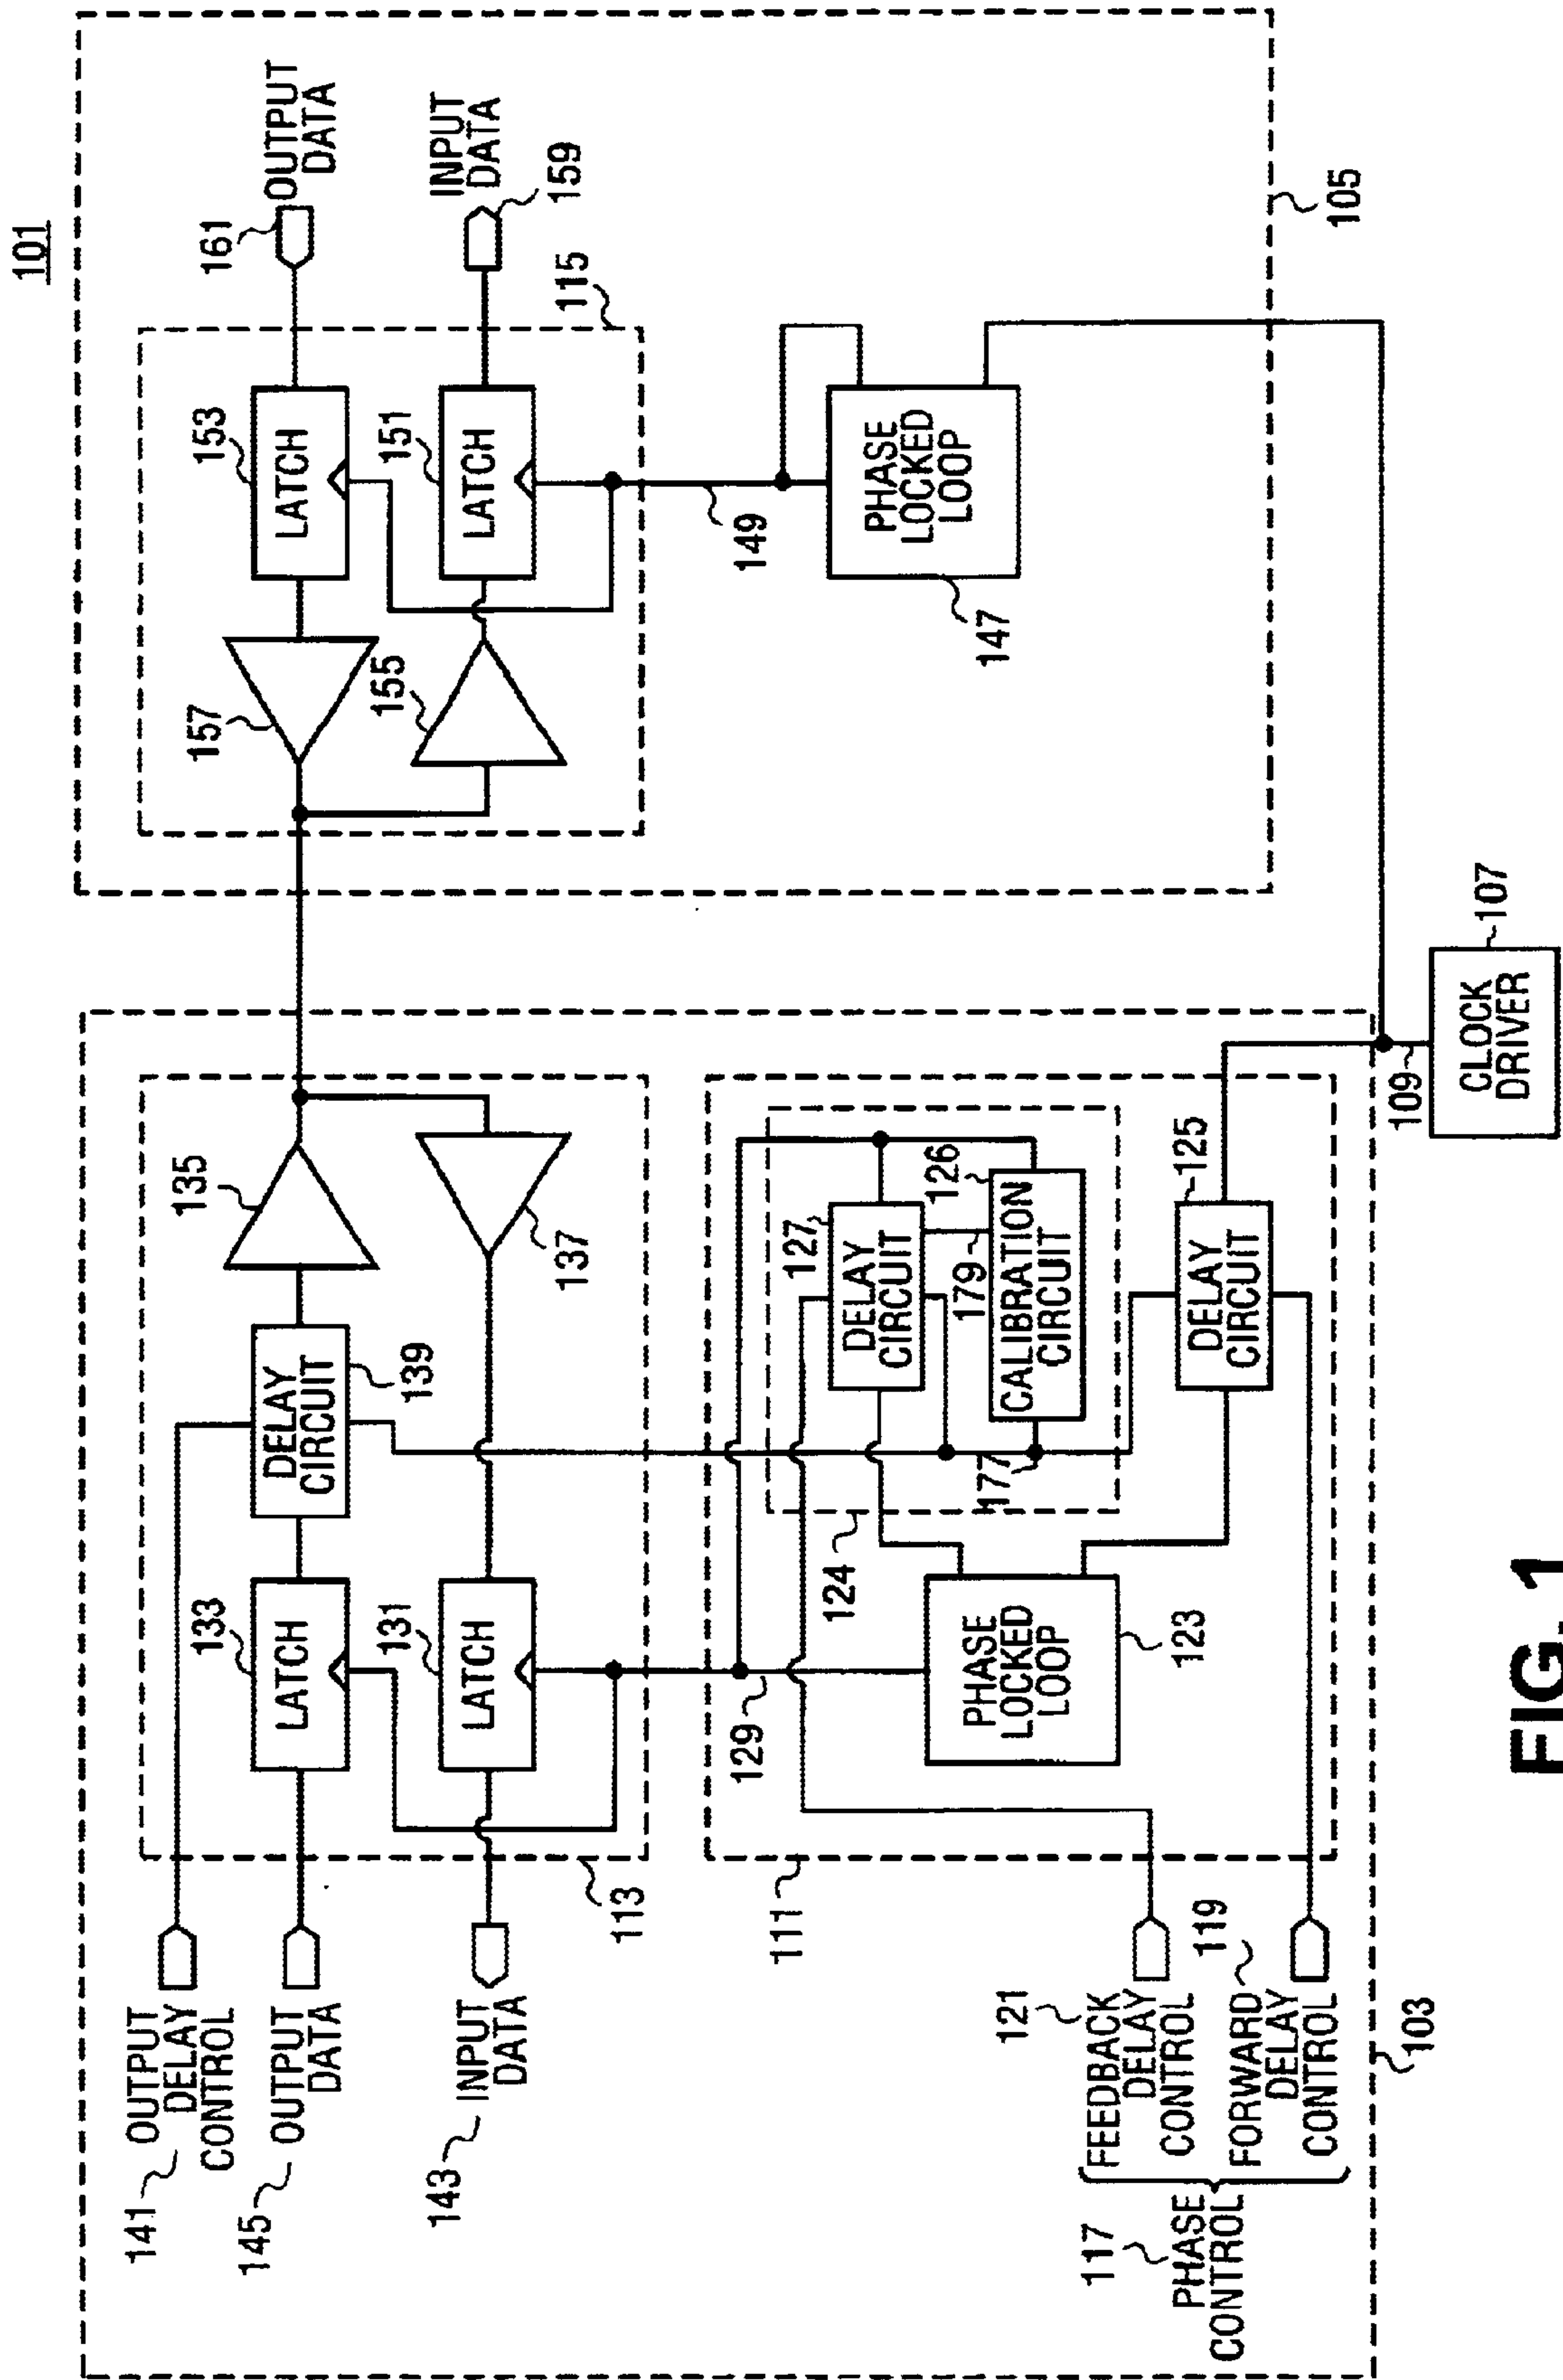 101
141
OUTPUT
DELAY
CONTROL
145
OUTPUT
DATA
143
INPUT
DATA
133
LATCH
131
LATCH
DELAY
CIRCUIT
139
135
137
113
157
155
153
LATCH
151
LATCH
161
OUTPUT
DATA
INPUT
DATA
159
115
149
PHASE
LOCKED
LOOP
147
105
111
129
PHASE
LOCKED
LOOP
123
124
127
DELAY
CIRCUIT
179
126
CALIBRATION
CIRCUIT
177
DELAY
CIRCUIT
125
121
FEEDBACK
DELAY
CONTROL
119
FORWARD
DELAY
CONTROL
117
PHASE
CONTROL
103
109
CLOCK
DRIVER
107
FIG. 1